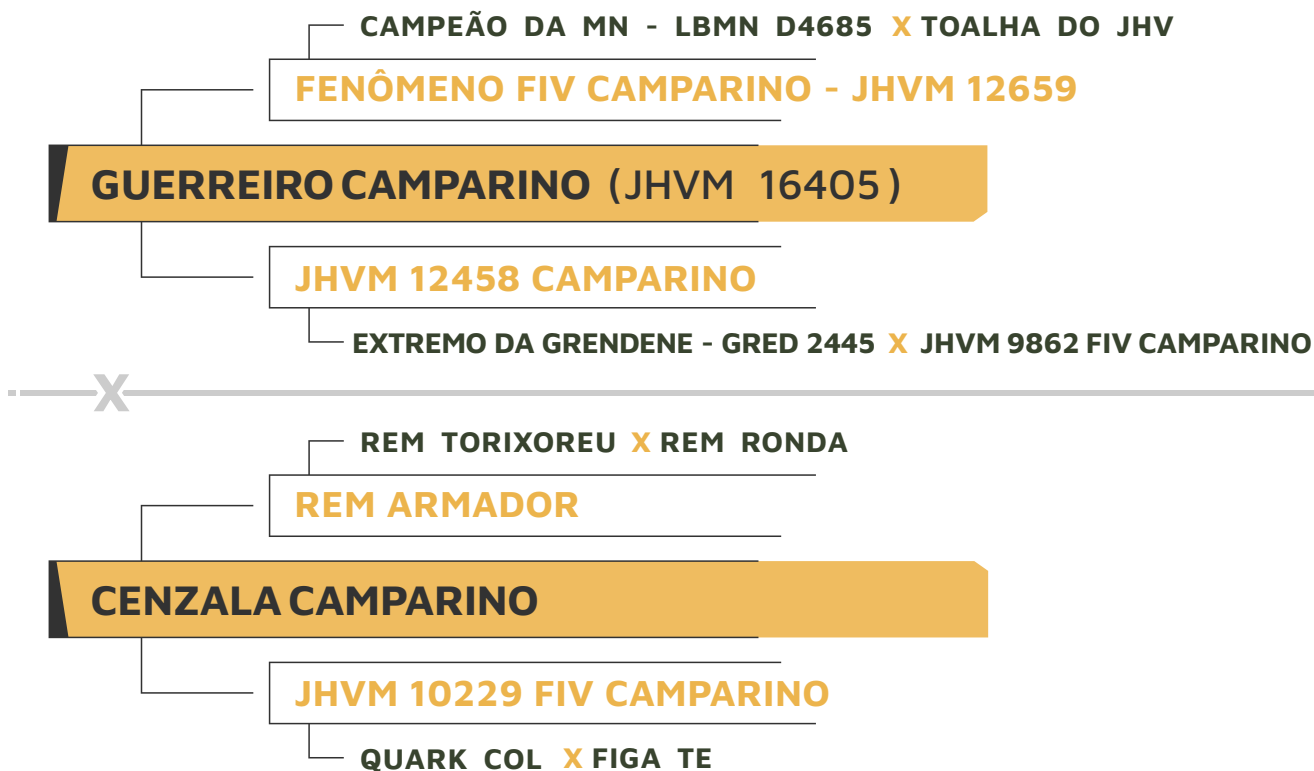 CAMPEÃO DA MN - LBMN D4685 X TOALHA DO JHV
FENÔMENO FIV CAMPARINO - JHVM 12659
GUERREIRO CAMPARINO (JHVM 16405)
JHVM 12458 CAMPARINO
EXTREMO DA GRENDENE - GRED 2445 X JHVM 9862 FIV CAMPARINO
X
REM TORIXOREU X REM RONDA
REM ARMADOR
CENZALA CAMPARINO
JHVM 10229 FIV CAMPARINO
QUARK COL X FIGA TE